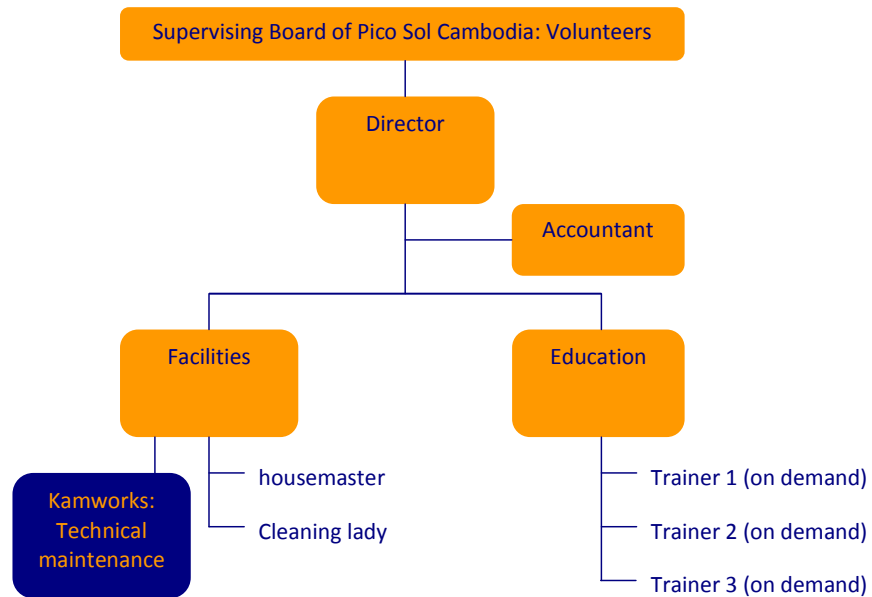 Supervising Board of Pico Sol Cambodia: Volunteers
Director
Accountant
Facilities
Education
housemaster
Cleaning lady
Kamworks:
Technical
maintenance
Trainer 1 (on demand)
Trainer 2 (on demand)
Trainer 3 (on demand)